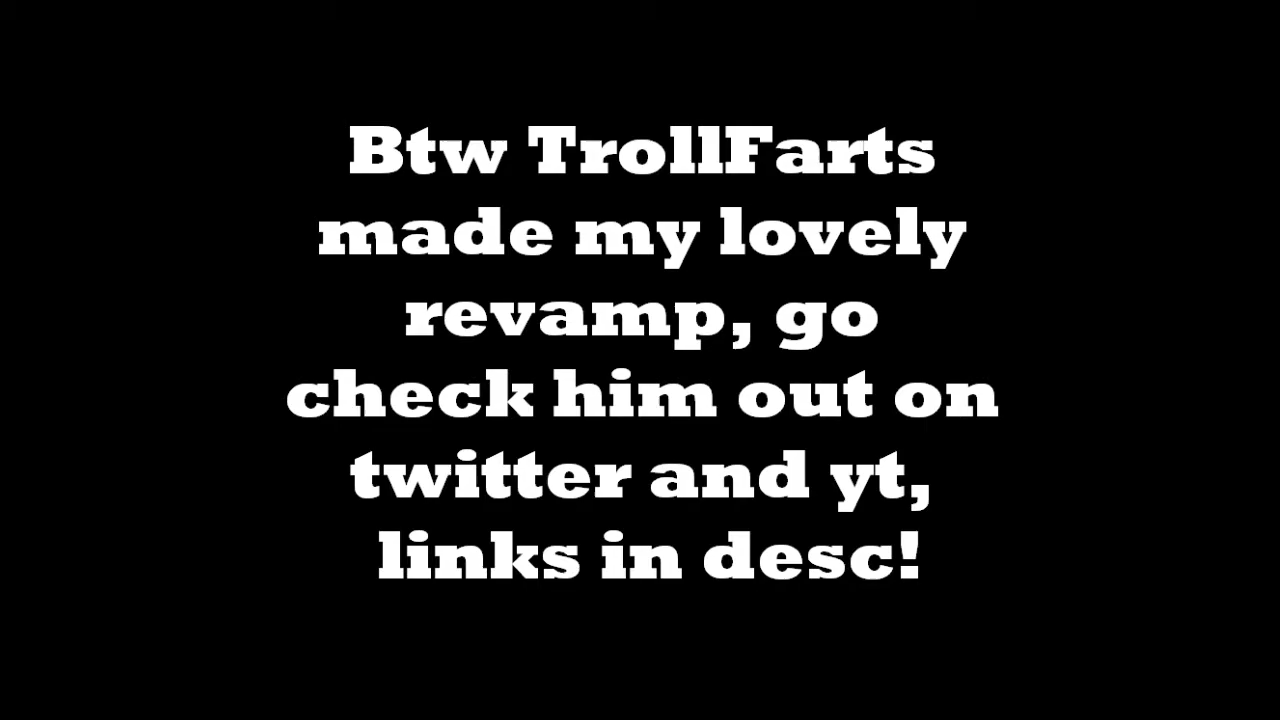 Btw TrollFarts
made my lovely
revamp, go
check him out on
twitter and yt,
links in desc!